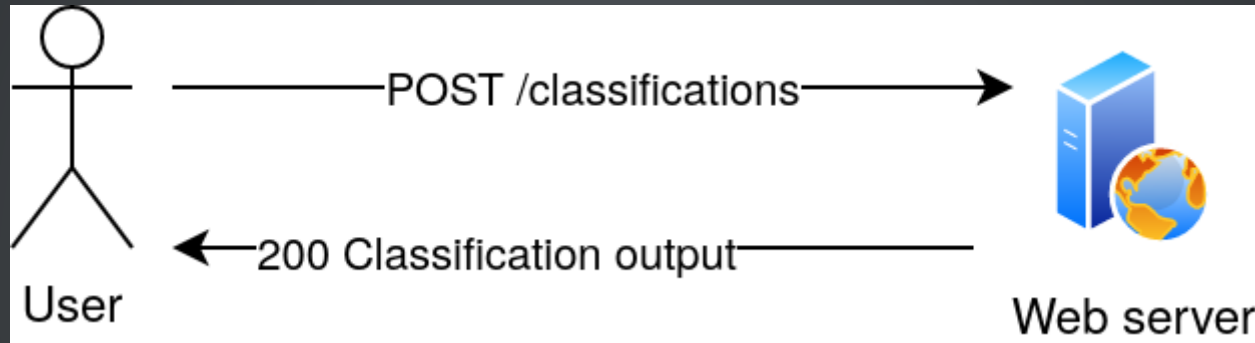 POST /classifications
200 Classification output
User
Web server